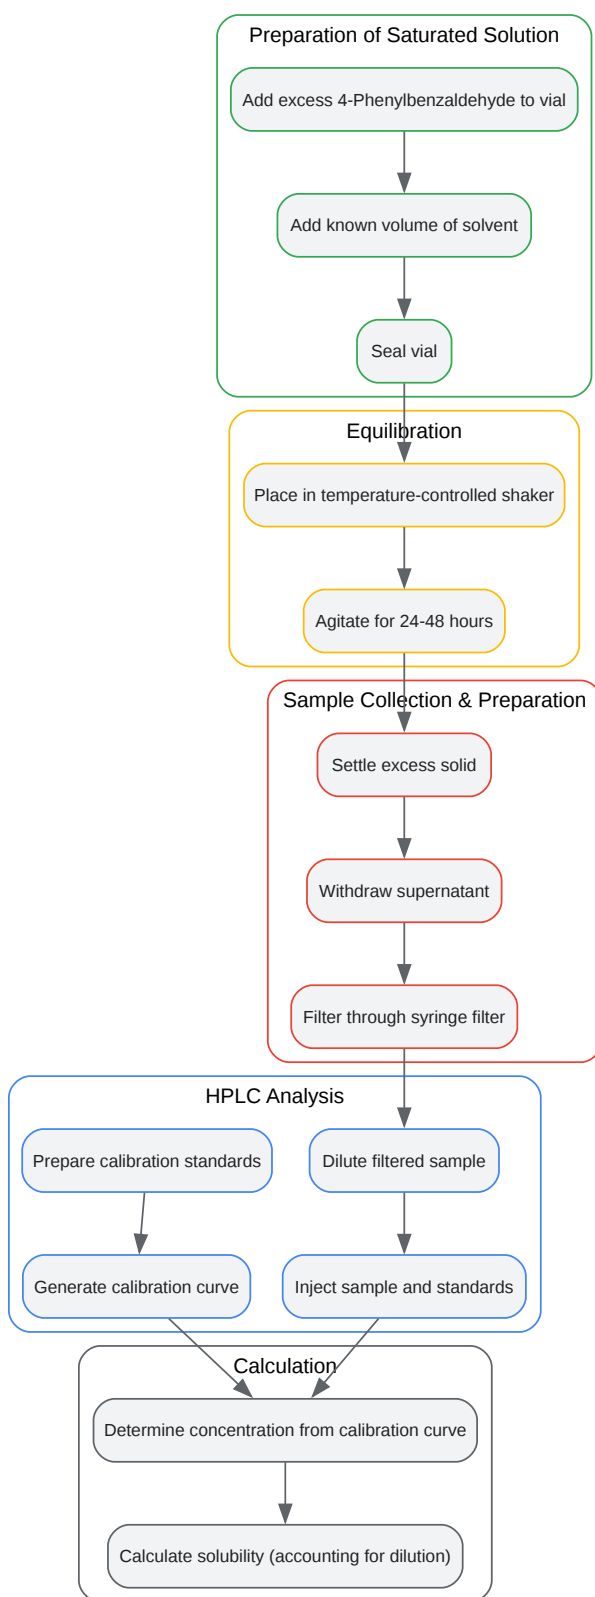 Preparation of Saturated Solution
Add excess 4-Phenylbenzaldehyde to vial
Add known volume of solvent
Seal vial
Equilibration
Place in temperature-controlled shaker
Agitate for 24-48 hours
Sample Collection & Preparation
Settle excess solid
Withdraw supernatant
Filter through syringe filter
HPLC Analysis
Prepare calibration standards
Dilute filtered sample
Generate calibration curve
Inject sample and standards
Calculation
Determine concentration from calibration curve
Calculate solubility (accounting for dilution)